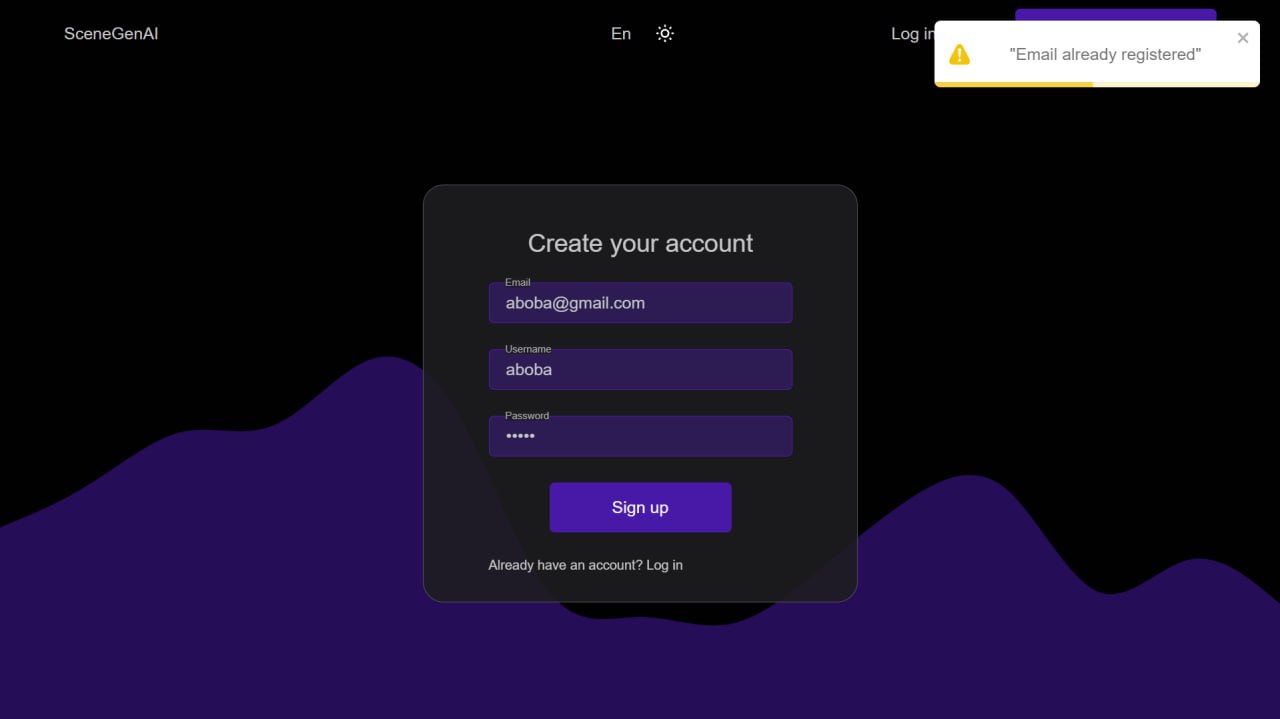 SceneGenAI
En
Log in
"Email already registered"
Create your account
Email
aboba@gmail.com
Username
aboba
Password
•••••
Sign up
Already have an account? Log in